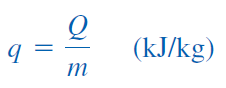 q = Q/m (kJ/kg)